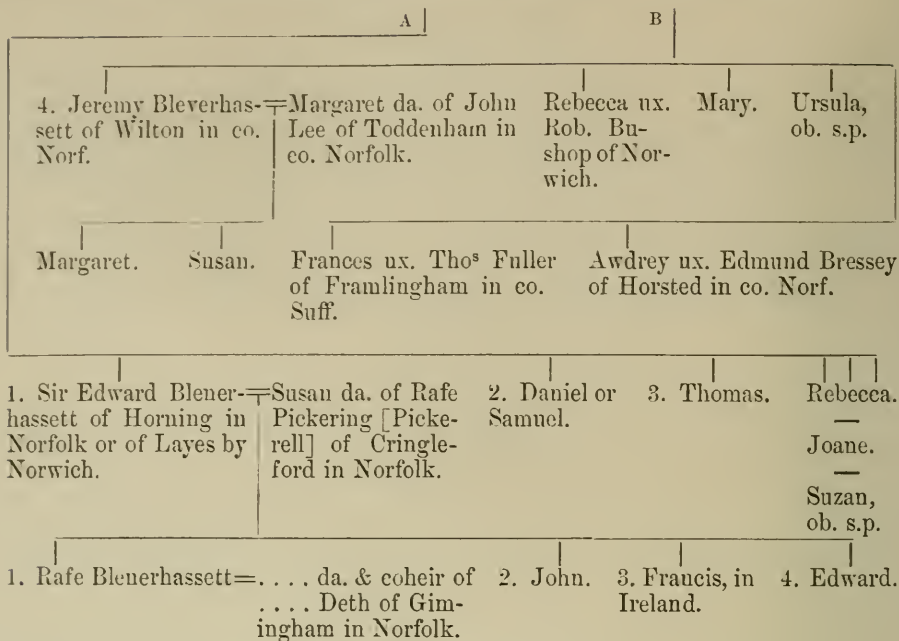 A B
4. Jeremy Bleverhas-
sett of Wilton in co.
Norf.
Margaret da. of John
Lee of Toddenham in
co. Norfolk.
Rebecca ux.
Rob. Bu-
shop of Nor-
wich.
Mary.
Ursula,
ob. s.p.
Margaret.
Susan.
Frances ux. Thoˢ Fuller
of Framlingham in co.
Suff.
Awdrey ux. Edmund Bressey
of Horsted in co. Norf.
1. Sir Edward Blener-
hassett of Horning in
Norfolk or of Layes by
Norwich.
Susan da. of Rafe
Pickering [Picke-
rell] of Cringle-
ford in Norfolk.
2. Daniel or
Samuel.
3. Thomas.
Rebecca.
—
Joane.
—
Suzan,
ob. s.p.
1. Rafe Blenerhassett=
. . . . da. & coheir of
. . . . Deth of Gim-
ingham in Norfolk.
2. John.
3. Francis, in
Ireland.
4. Edward.